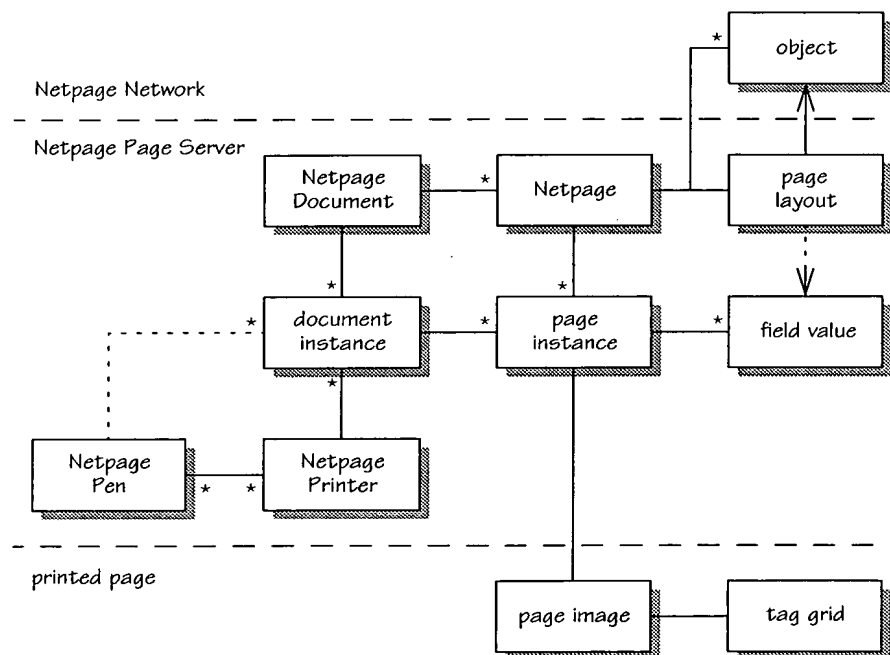 *
object
Netpage Network
Netpage Page Server
Netpage
Document
*
Netpage
page
layout
*
*
*
document
instance
*
page
instance
*
field value
*
Netpage
Pen
*
*
Netpage
Printer
printed page
page image
tag grid